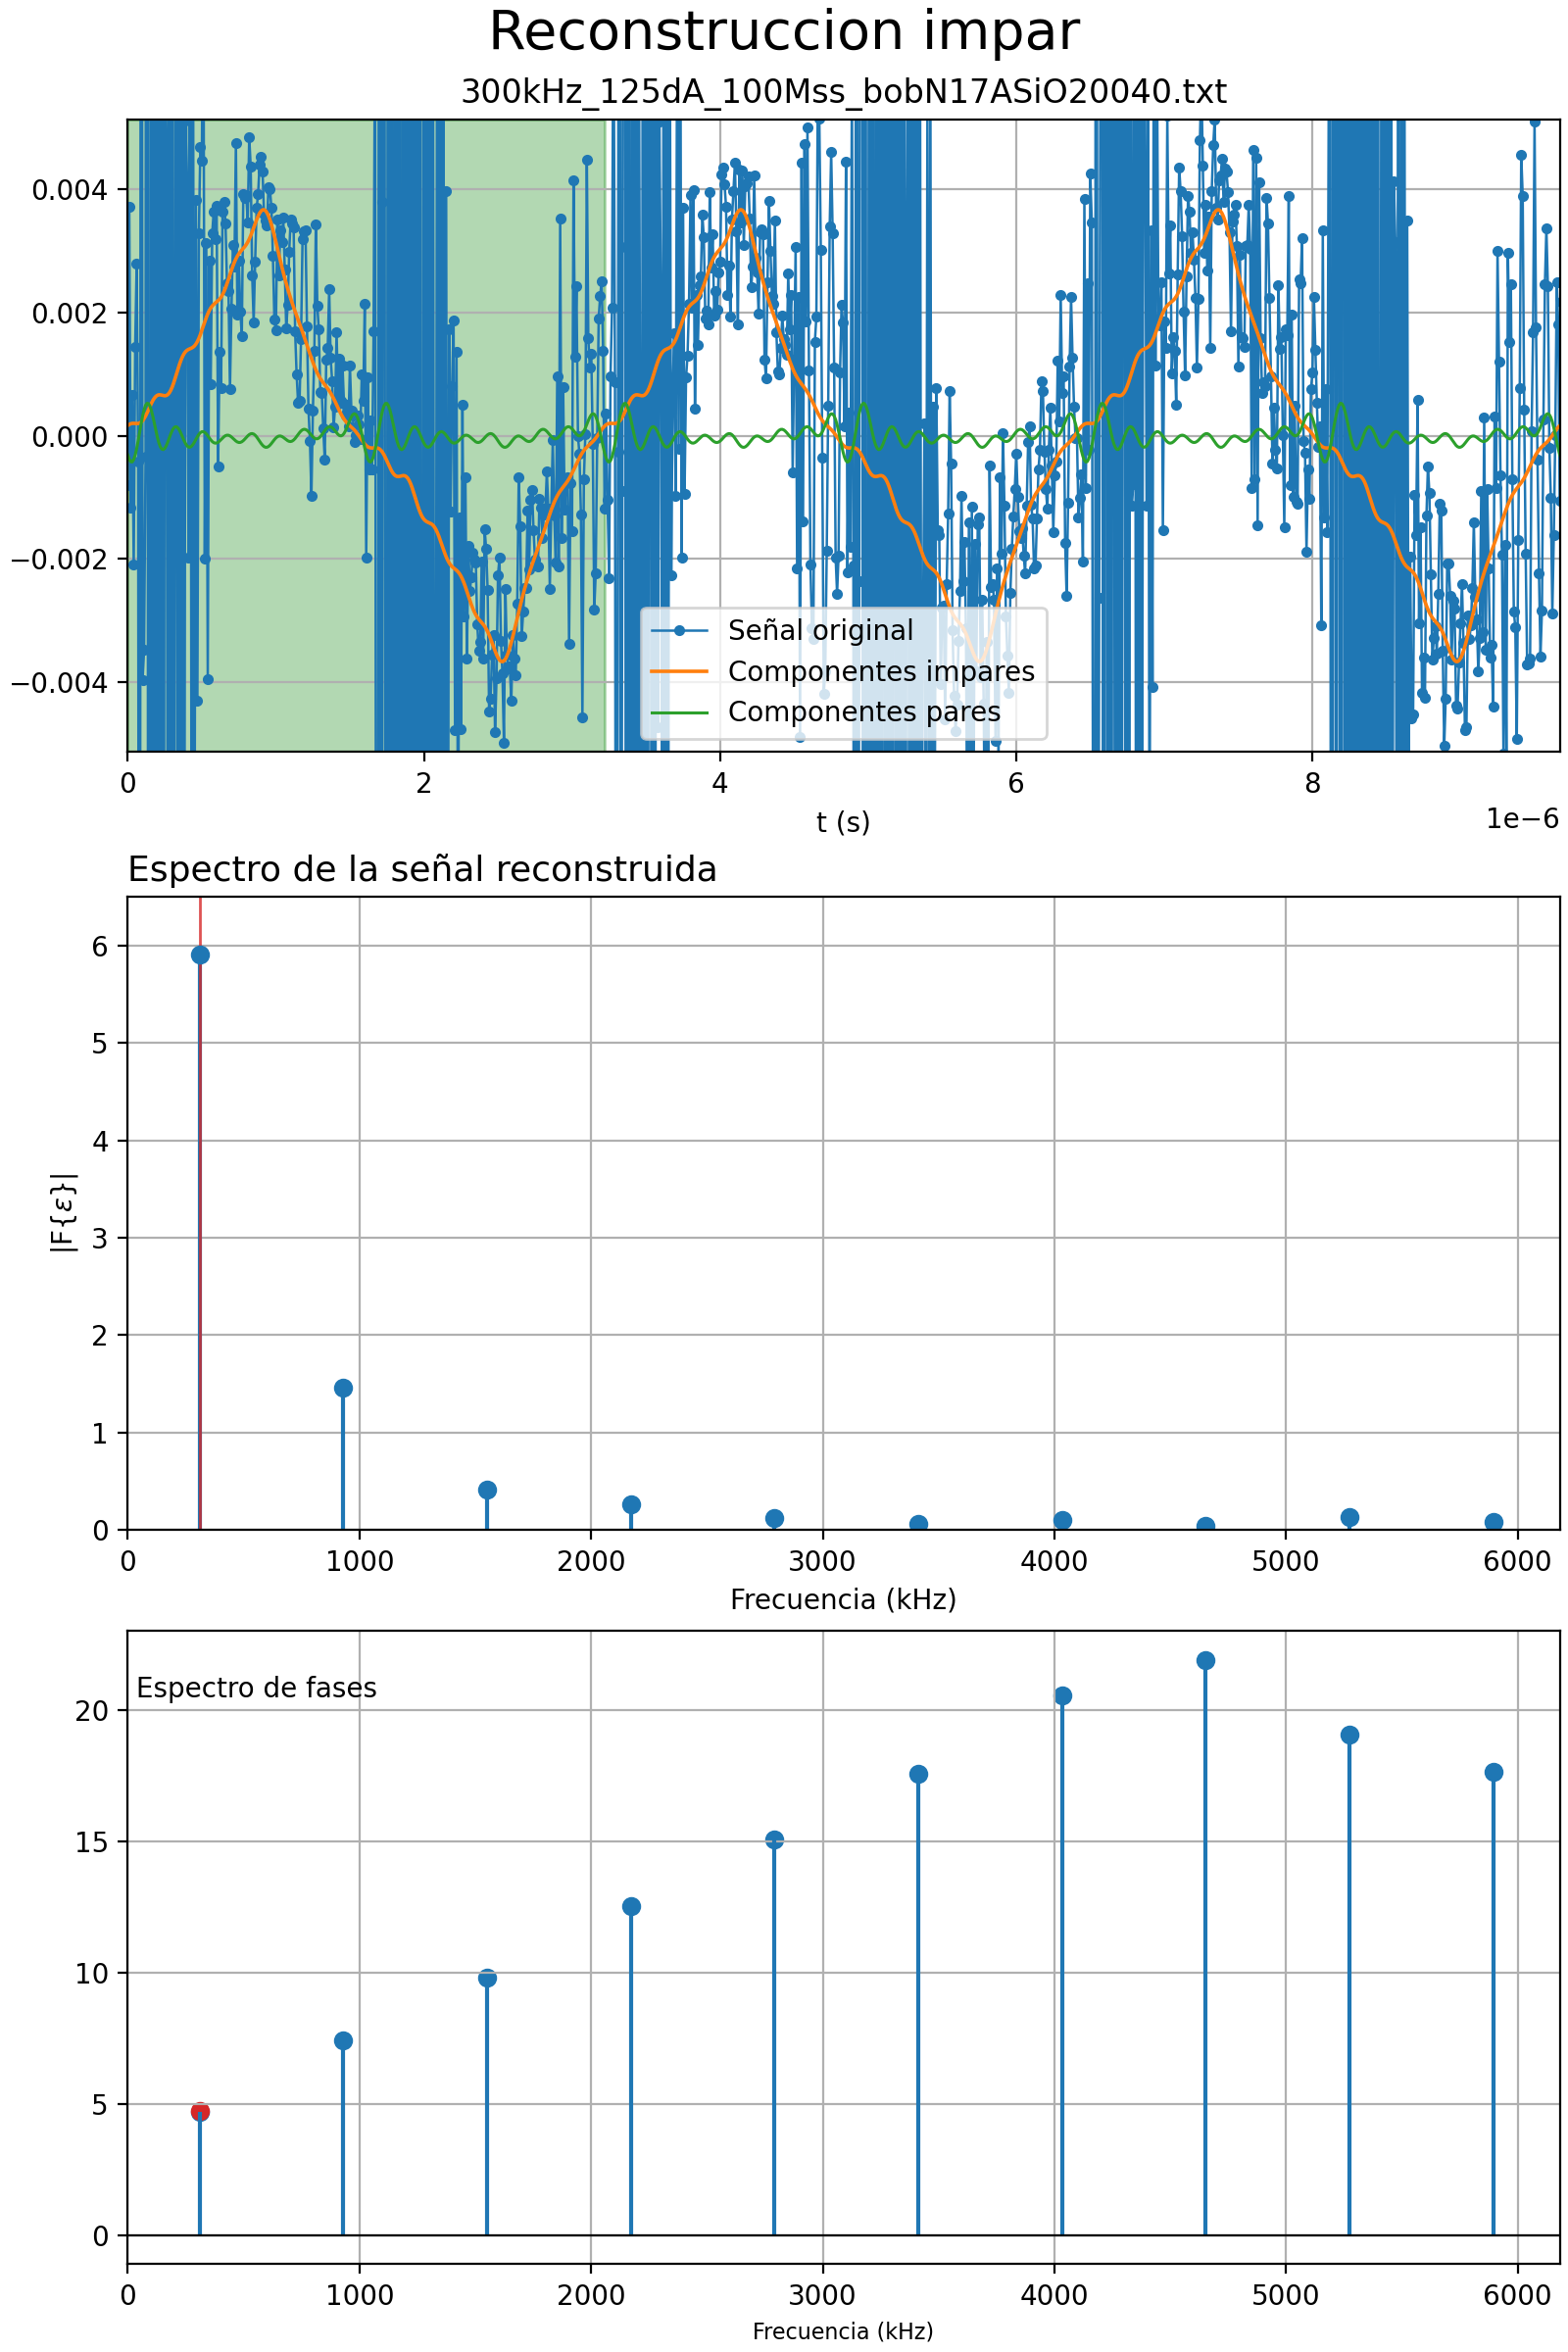 Reconstruccion impar
300kHz_125dA_100Mss_bobN17ASiO20040.txt
0.004
0.002
0.000
−0.002
−0.004
Señal original
Componentes impares
Componentes pares
0 2 4 6 8
1e−6
t (s)
Espectro de la señal reconstruida
6
5
4
3
2
1
0
|F{ε}|
0 1000 2000 3000 4000 5000 6000
Frecuencia (kHz)
Espectro de fases
20
15
10
5
0
0 1000 2000 3000 4000 5000 6000
Frecuencia (kHz)